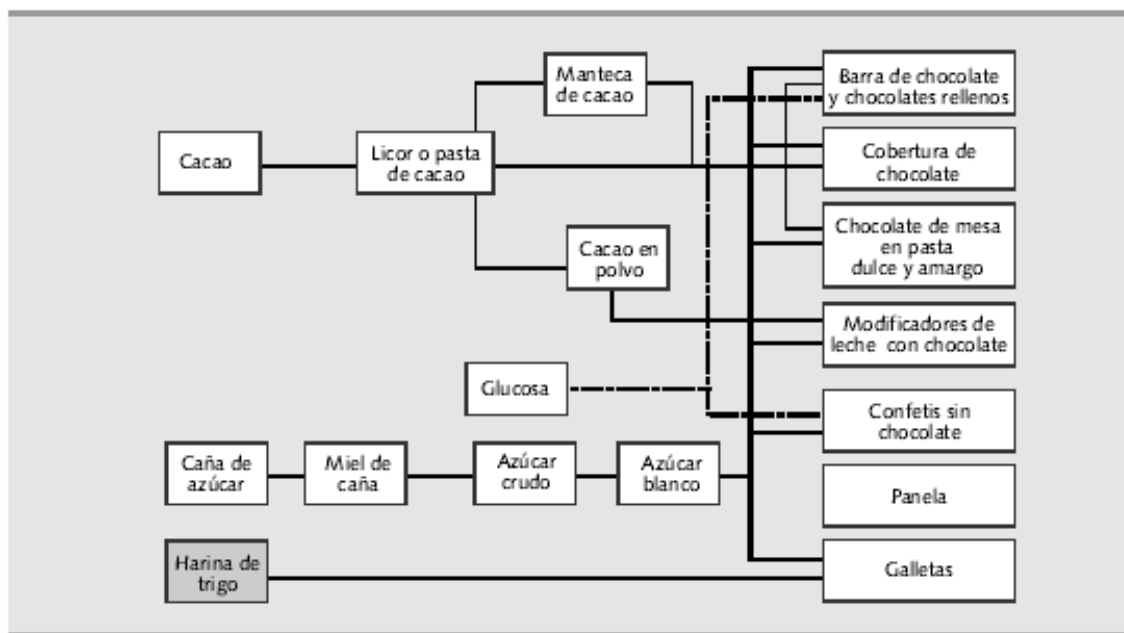 Manteca
de cacao
Barra de chocolate
y chocolates rellenos
Cacao
Licor o pasta
de cacao
Cobertura de
chocolate
Cacao en
polvo
Chocolate de mesa
en pasta
dulce y amargo
Modificadores de
leche con chocolate
Glucosa
Confetis sin
chocolate
Caña de
azúcar
Miel de
caña
Azúcar
crudo
Azúcar
blanco
Panela
Harina de
trigo
Galletas